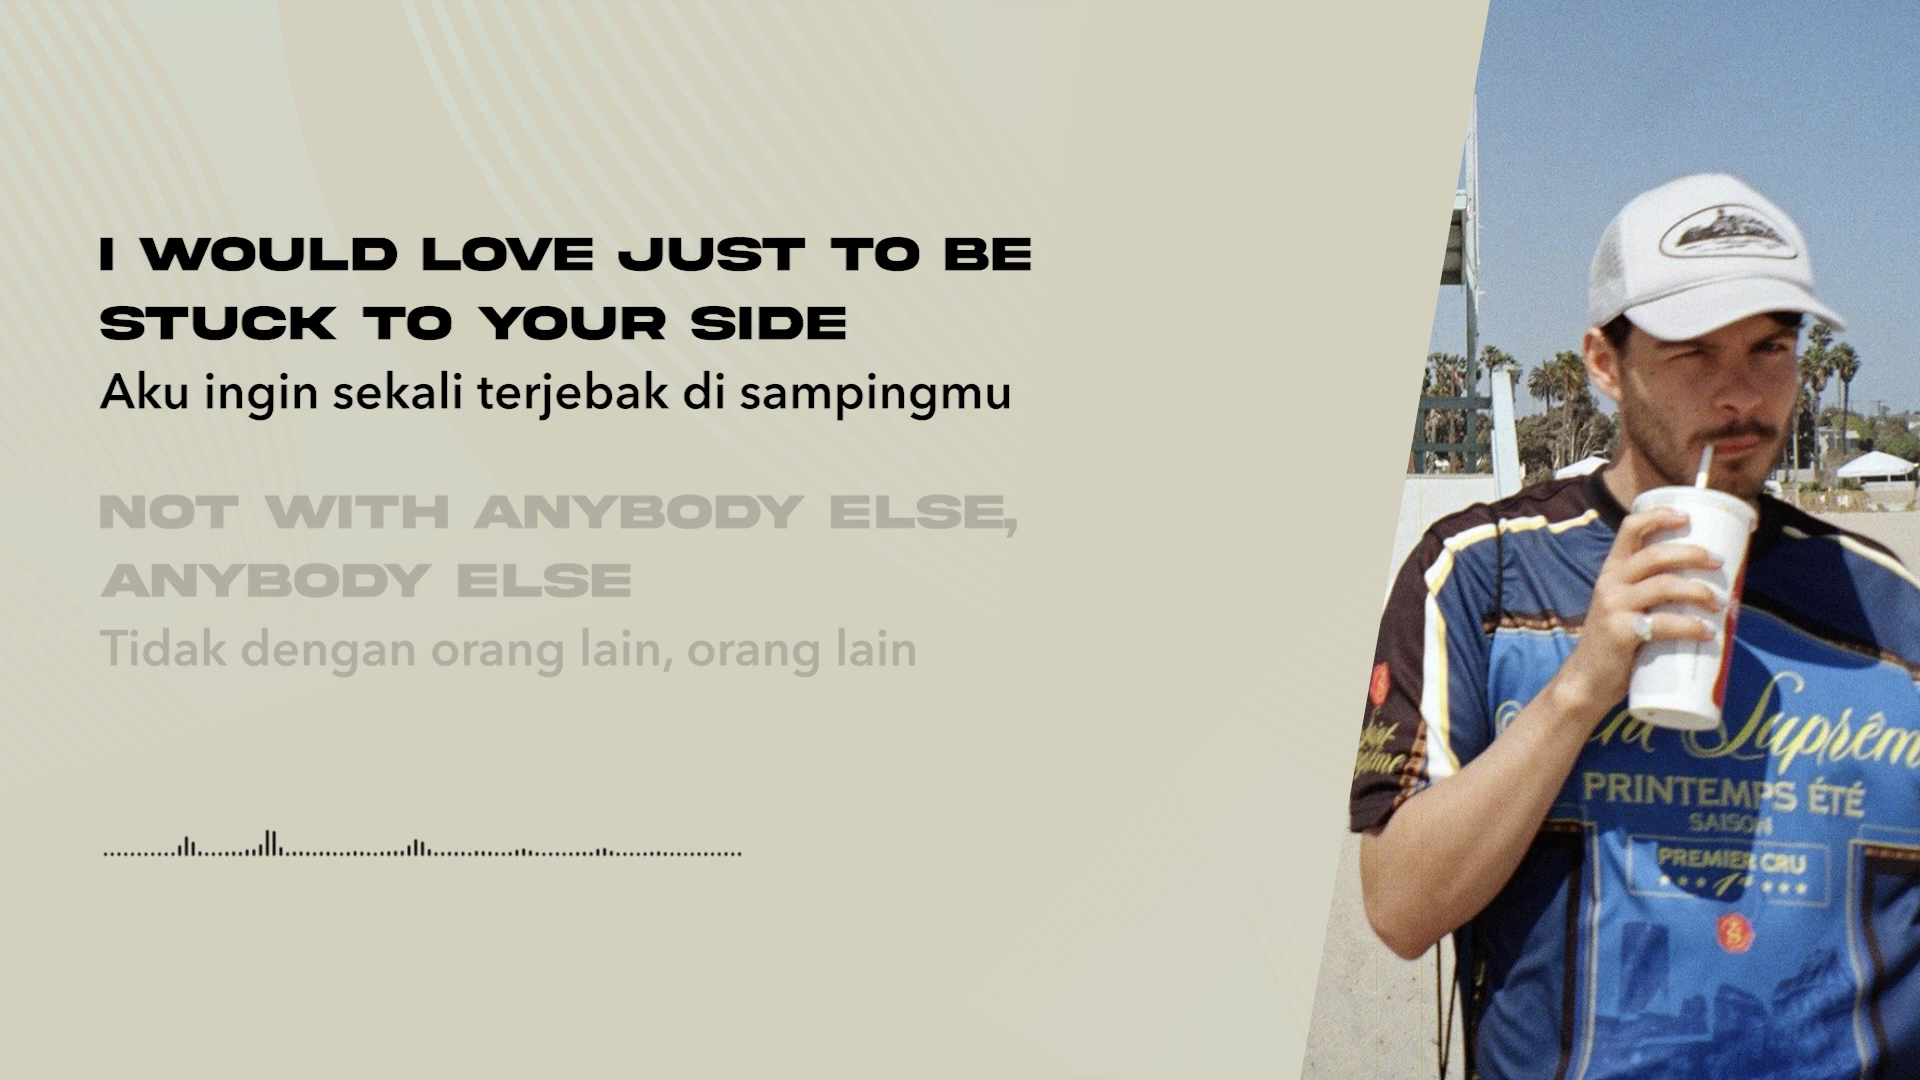 I WOULD LOVE JUST TO BE
STUCK TO YOUR SIDE
Aku ingin sekali terjebak di sampingmu
NOT WITH ANYBODY ELSE,
ANYBODY ELSE
Tidak dengan orang lain, orang lain
PRINTEMPS ÉTÉ
SAISON
PREMIER CRU